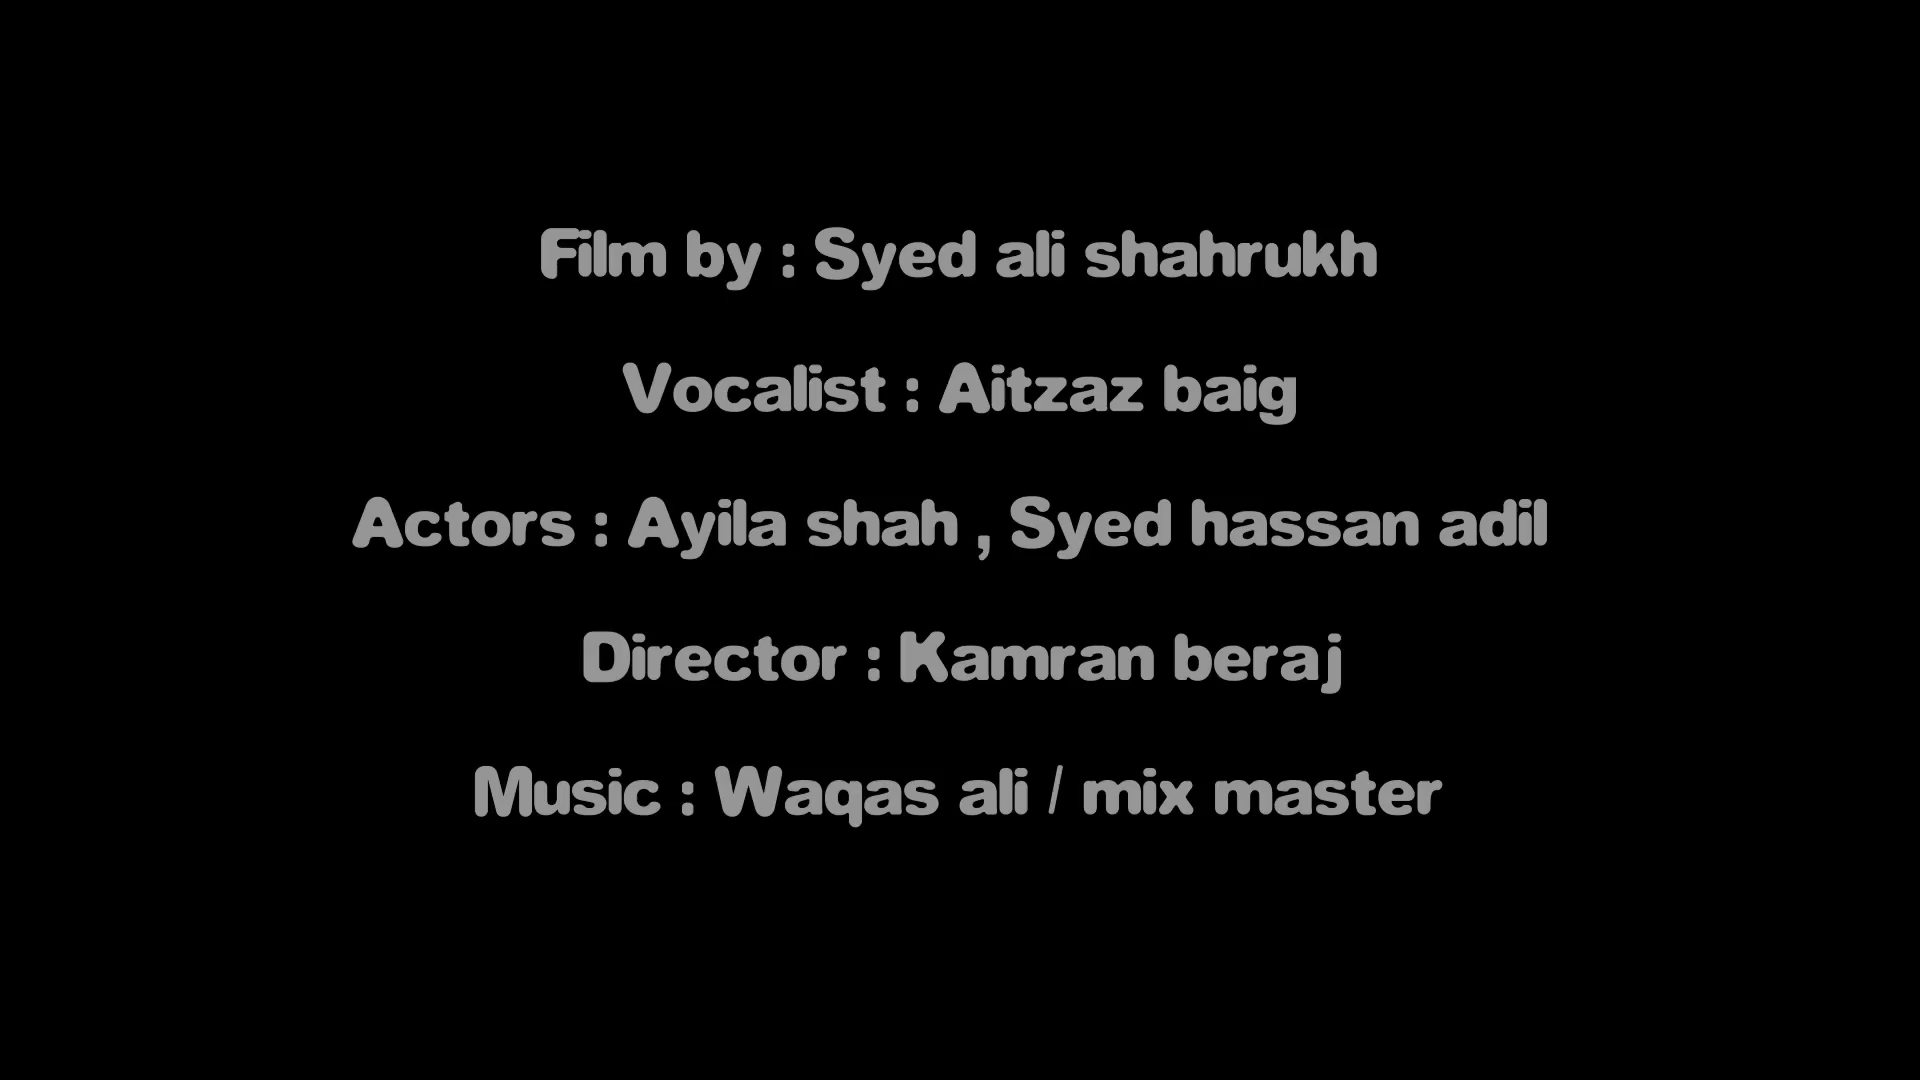 Film by : Syed ali shahrukh
Vocalist : Aitzaz baig
Actors : Ayila shah , Syed hassan adil
Director : Kamran beraj
Music : Waqas ali / mix master